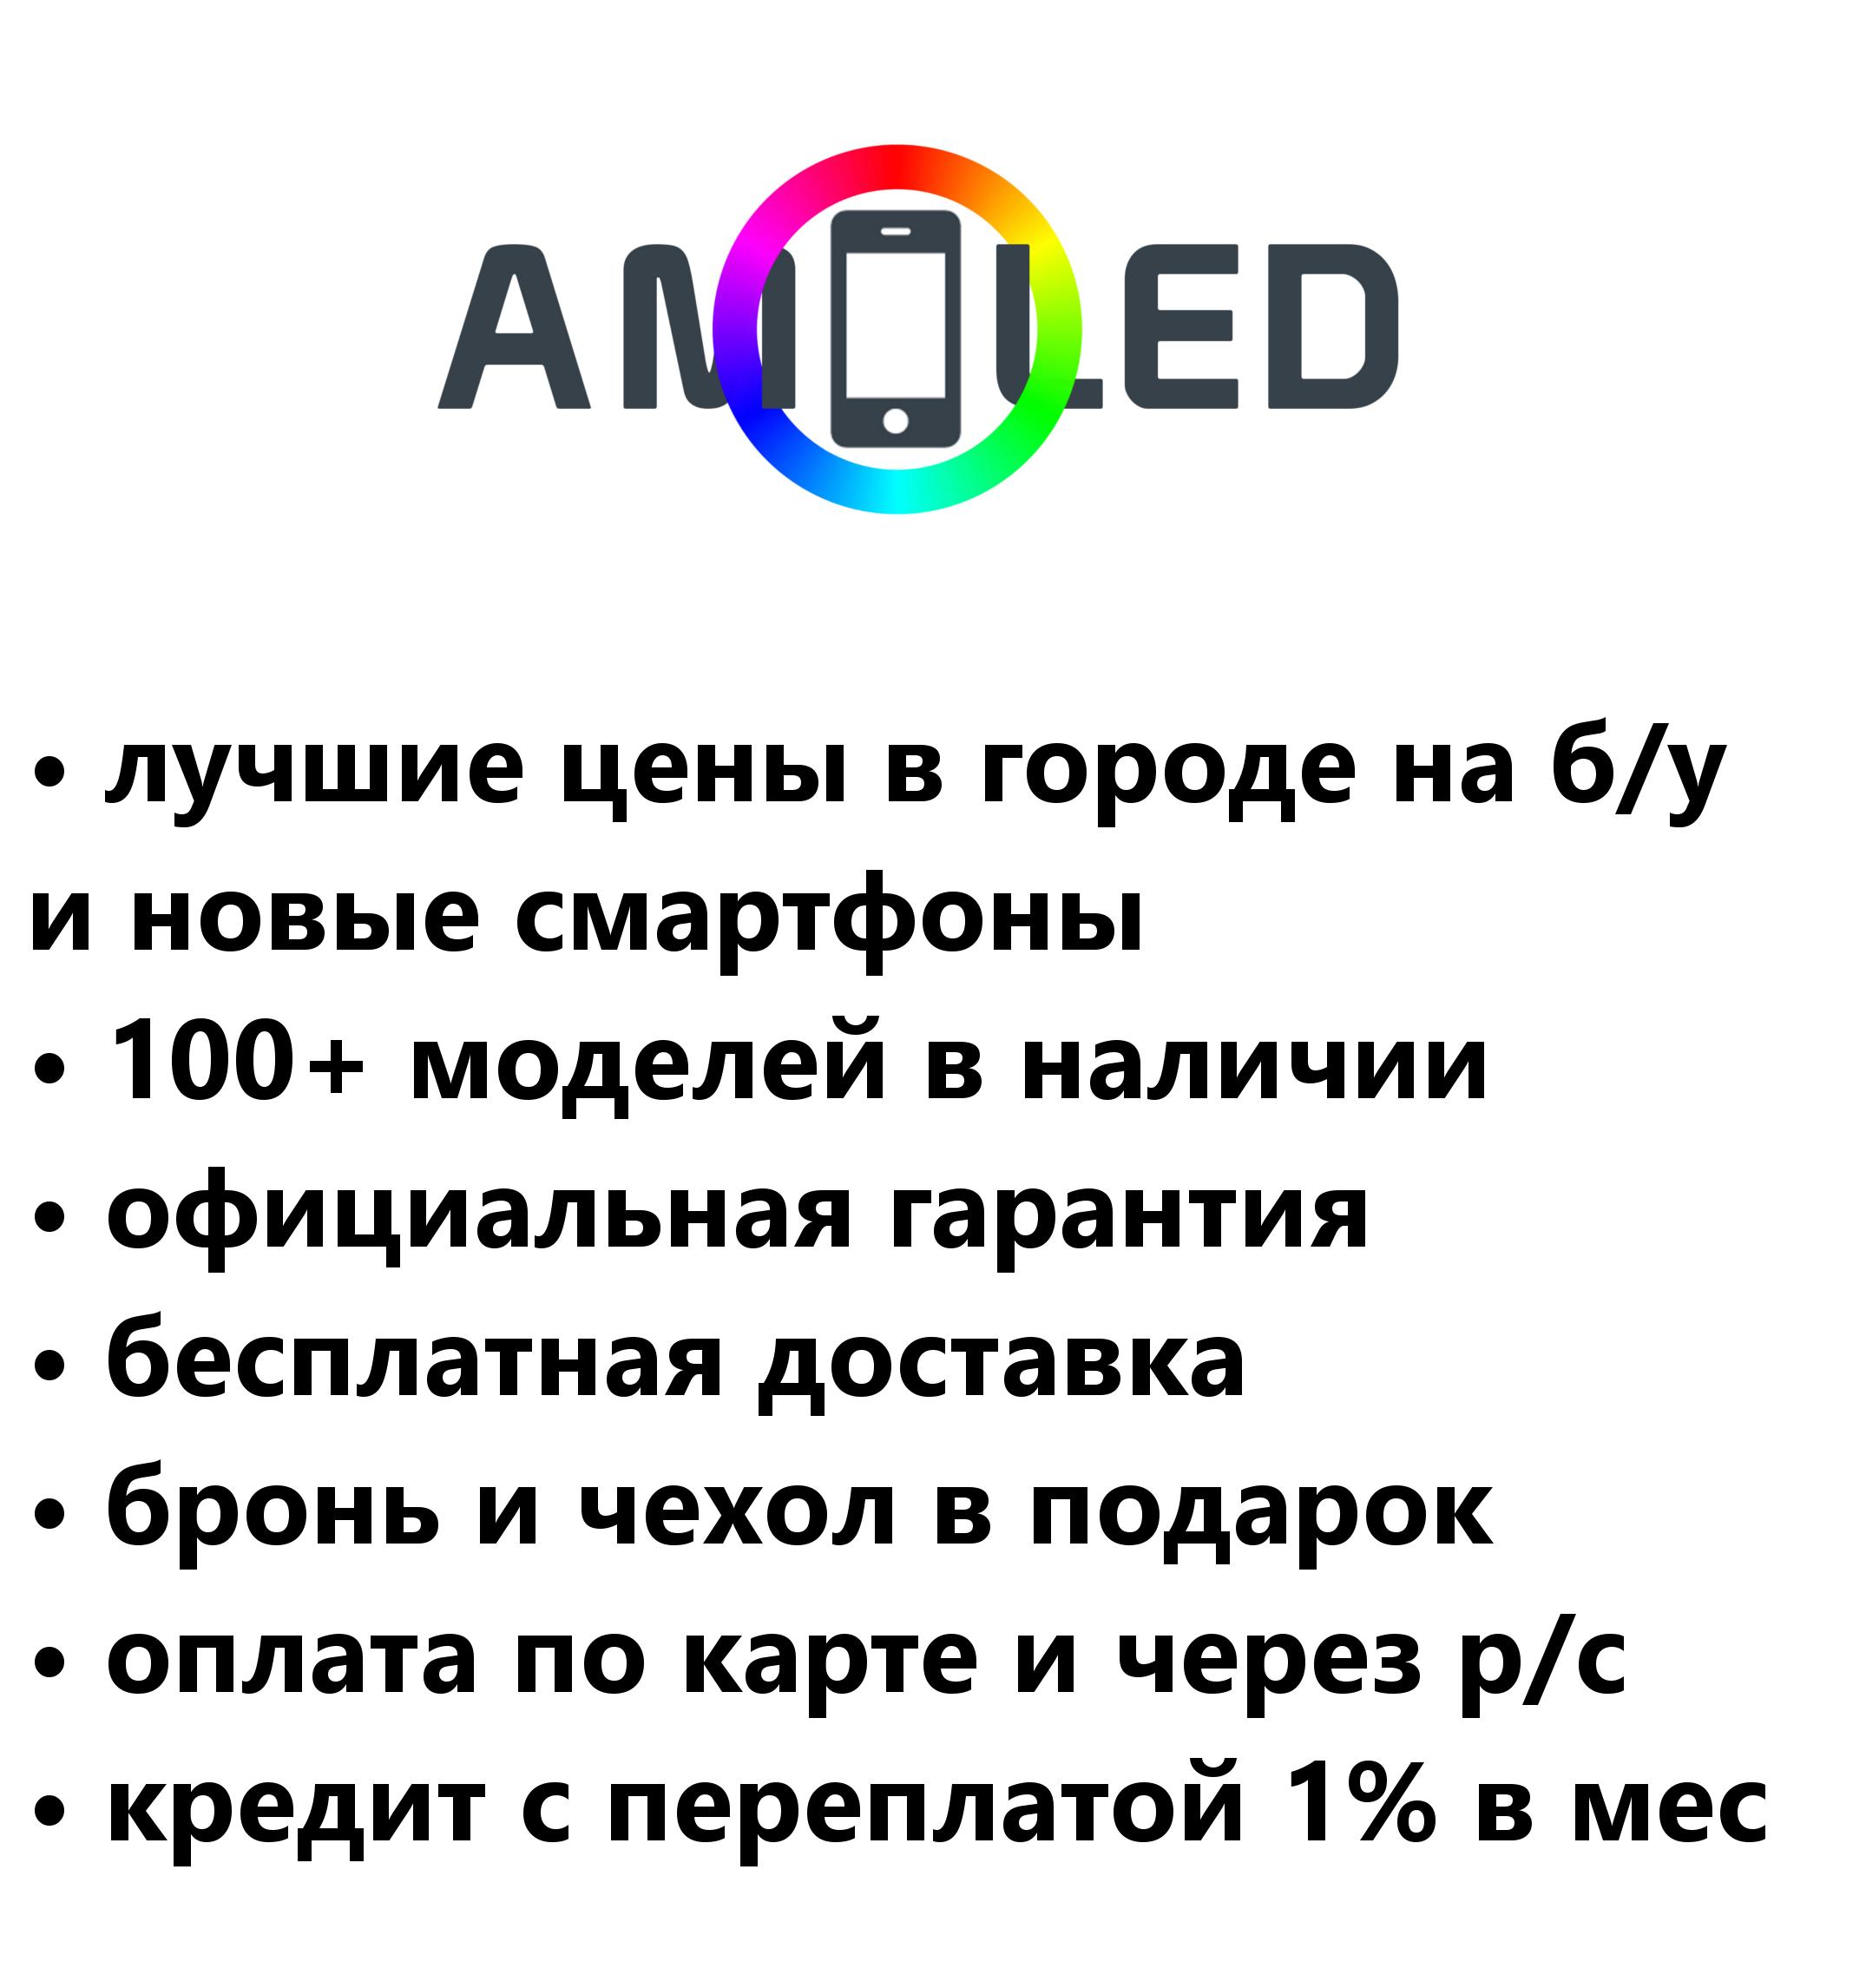 AMOLED
• лучшие цены в городе на б/у
и новые смартфоны
• 100+ моделей в наличии
• официальная гарантия
• бесплатная доставка
• бронь и чехол в подарок
• оплата по карте и через р/с
• кредит с переплатой 1% в мес